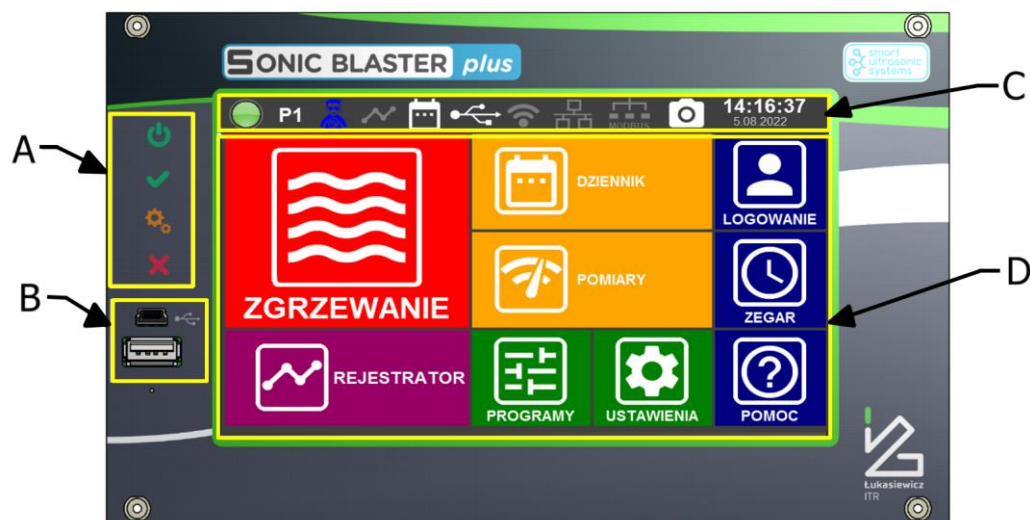 SONIC BLASTER plus
smart
ultrasonic
systems
A
B
C
D
P1
MODBUS
14:16:37
5.08.2022
ZGRZEWANIE
DZIENNIK
LOGOWANIE
POMIARY
ZEGAR
REJESTRATOR
PROGRAMY
USTAWIENIA
POMOC
Łukasiewicz
ITR